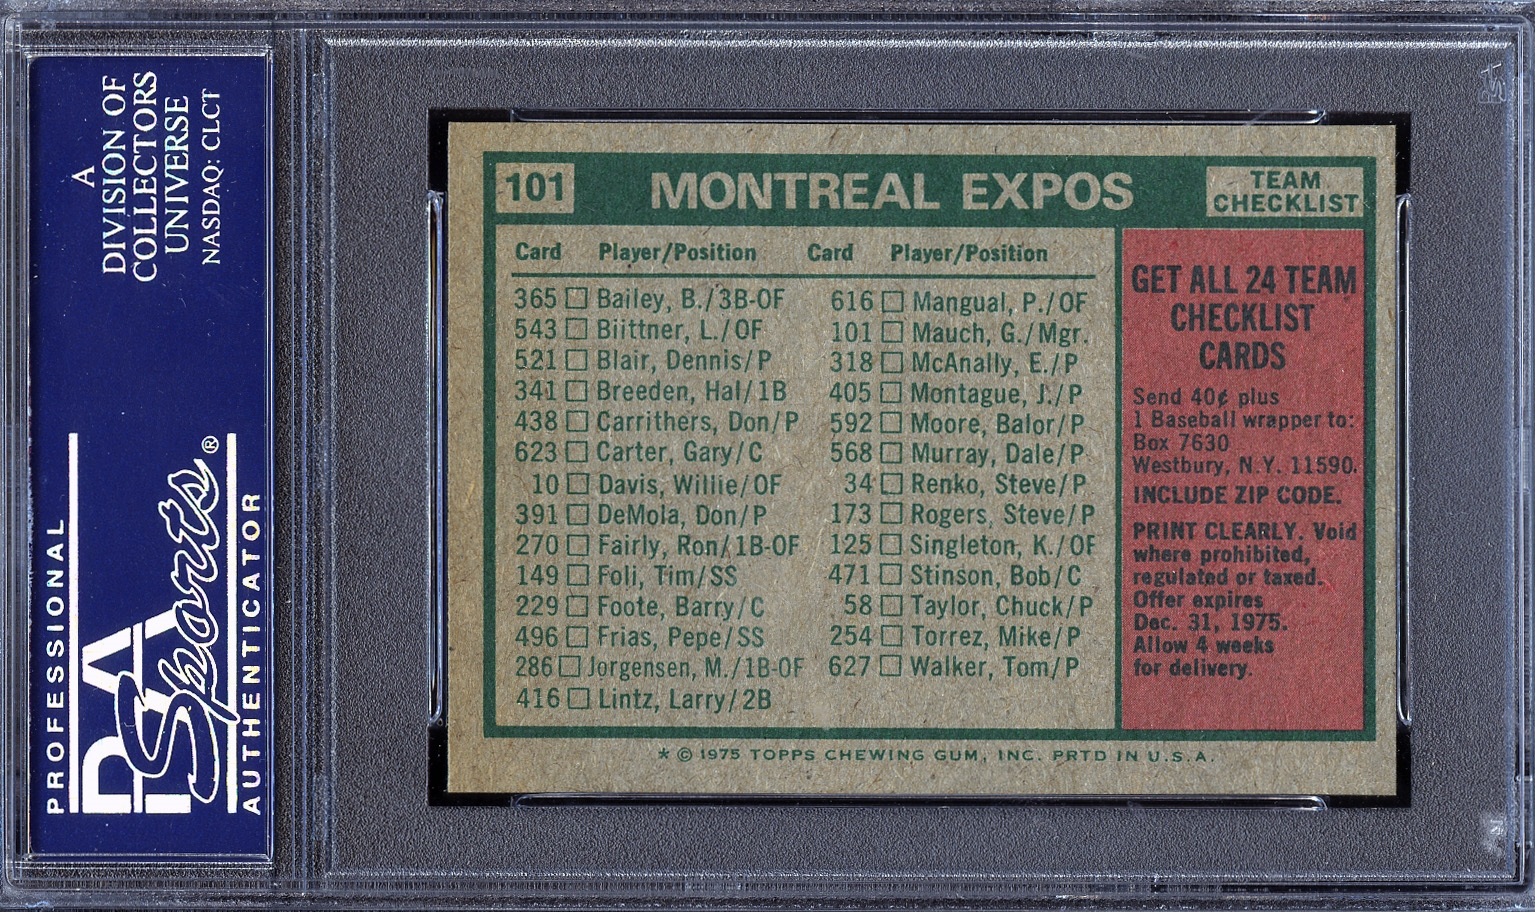 A
DIVISION OF
COLLECTORS
UNIVERSE
NASDAQ: CLCT
PROFESSIONAL
PSA
Sports®
AUTHENTICATOR
101 MONTREAL EXPOS TEAM
CHECKLIST
Card Player/Position Card Player/Position
365 □ Bailey, B./3B-OF
543 □ Biittner, L./OF
521 □ Blair, Dennis/P
341 □ Breeden, Hal/1B
438 □ Carrithers, Don/P
623 □ Carter, Gary/C
10 □ Davis, Willie/OF
391 □ DeMola, Don/P
270 □ Fairly, Ron/1B-OF
149 □ Foli, Tim/SS
229 □ Foote, Barry/C
496 □ Frias, Pepe/SS
286 □ Jorgensen, M./1B-OF
416 □ Lintz, Larry/2B
616 □ Mangual, P./OF
101 □ Mauch, G./Mgr.
318 □ McAnally, E./P
405 □ Montague, J./P
592 □ Moore, Balor/P
568 □ Murray, Dale/P
34 □ Renko, Steve/P
173 □ Rogers, Steve/P
125 □ Singleton, K./OF
471 □ Stinson, Bob/C
58 □ Taylor, Chuck/P
254 □ Torrez, Mike/P
627 □ Walker, Tom/P
GET ALL 24 TEAM
CHECKLIST
CARDS
Send 40¢ plus
1 Baseball wrapper to:
Box 7630
Westbury, N.Y. 11590.
INCLUDE ZIP CODE.
PRINT CLEARLY. Void
where prohibited,
regulated or taxed.
Offer expires
Dec. 31, 1975.
Allow 4 weeks
for delivery.
* © 1975 TOPPS CHEWING GUM, INC. PRTD IN U.S.A.